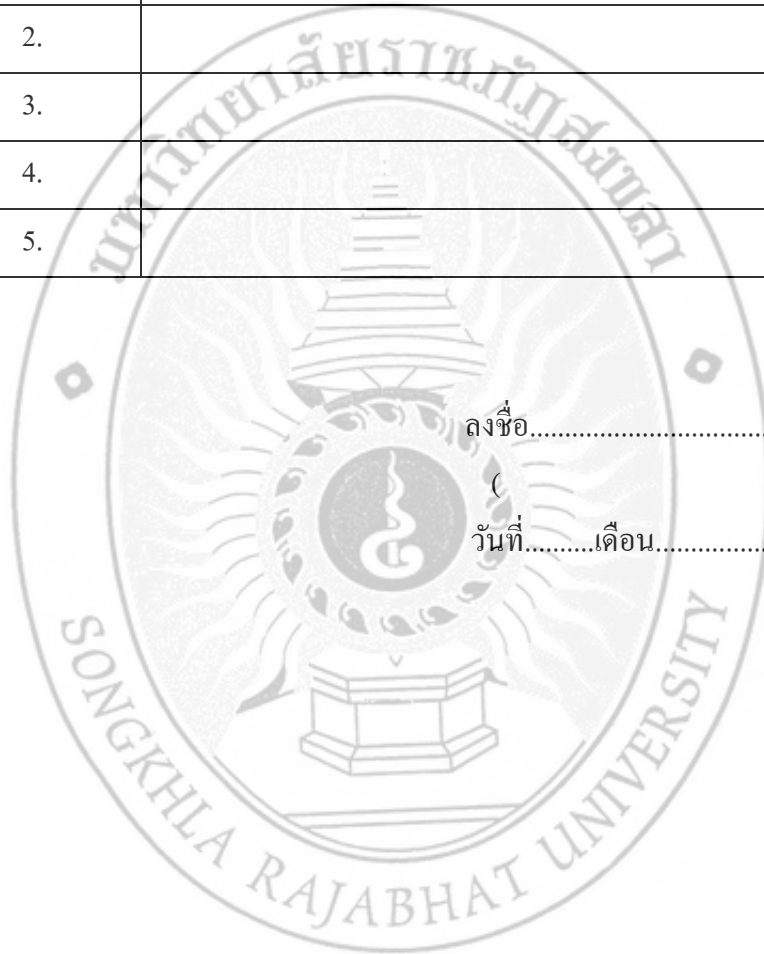 2.
3.
4.
5.
มหาวิทยาลัยราชภัฏสงขลา
ลงชื่อ..................................
(
วันที่..........เดือน................
SONGKHLA RAJABHAT UNIVERSITY